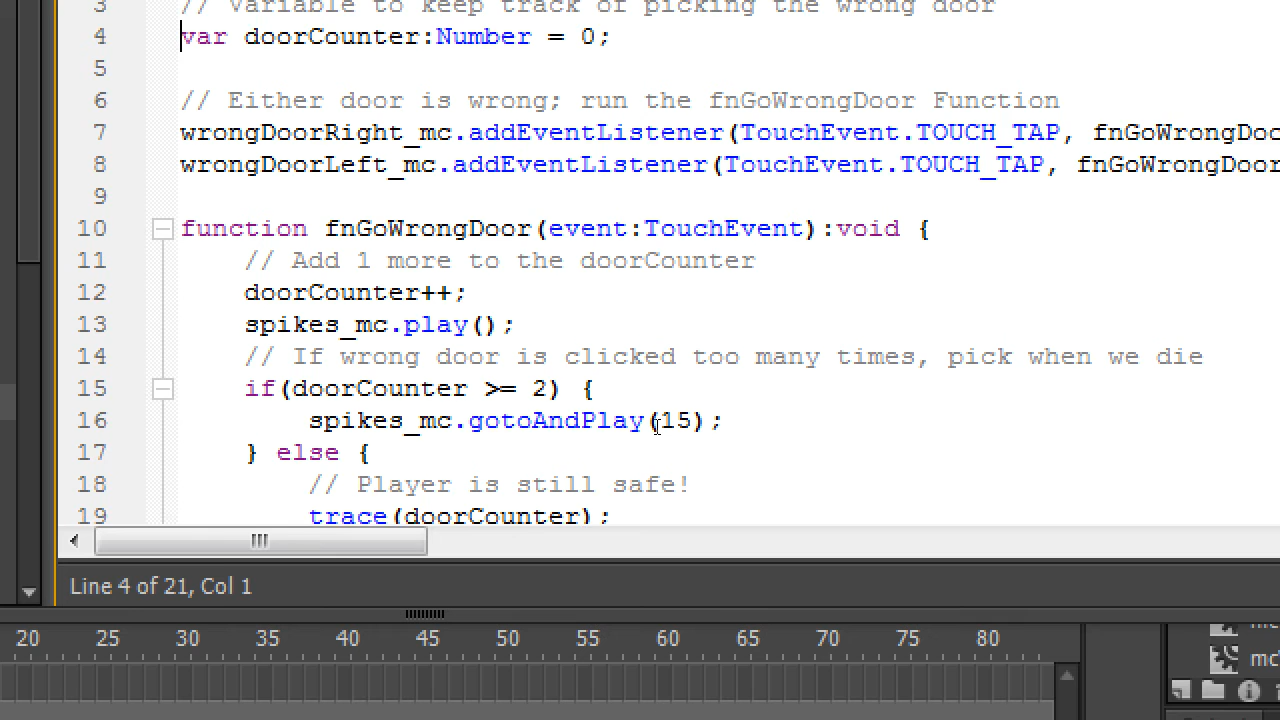 3 // Variable to keep track of picking the wrong door
4 var doorCounter:Number = 0;
5
6 // Either door is wrong; run the fnGoWrongDoor Function
7 wrongDoorRight_mc.addEventListener(TouchEvent.TOUCH_TAP, fnGoWrongDoo
8 wrongDoorLeft_mc.addEventListener(TouchEvent.TOUCH_TAP, fnGoWrongDoor
9
10 function fnGoWrongDoor(event:TouchEvent):void {
11 // Add 1 more to the doorCounter
12 doorCounter++;
13 spikes_mc.play();
14 // If wrong door is clicked too many times, pick when we die
15 if(doorCounter >= 2) {
16 spikes_mc.gotoAndPlay(15);
17 } else {
18 // Player is still safe!
19 trace(doorCounter);
Line 4 of 21, Col 1
20 25 30 35 40 45 50 55 60 65 70 75 80